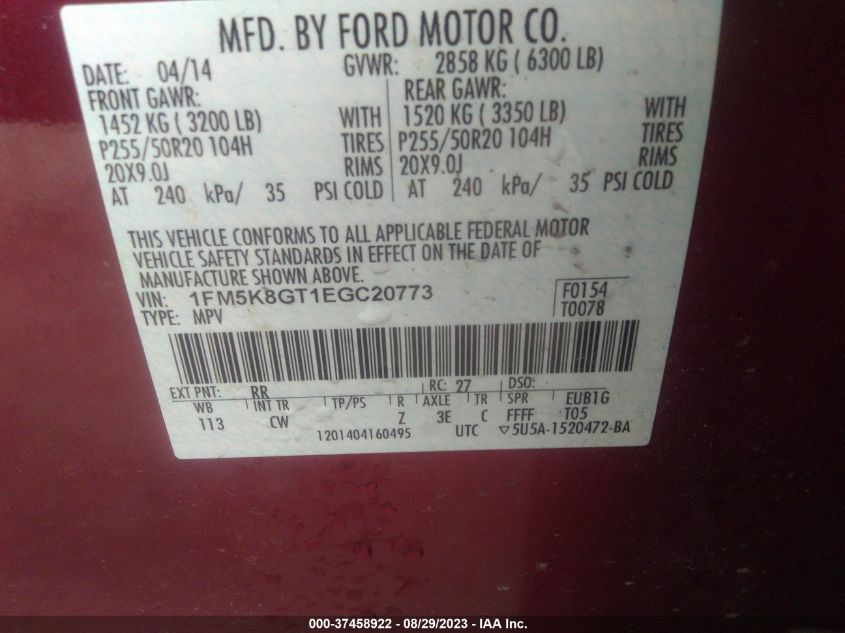 MFD. BY FORD MOTOR CO.
DATE: 04/14 GVWR: 2858 KG ( 6300 LB)
FRONT GAWR: REAR GAWR:
1452 KG ( 3200 LB) WITH 1520 KG ( 3350 LB) WITH
P255/50R20 104H TIRES P255/50R20 104H TIRES
20X9.0J RIMS 20X9.0J RIMS
AT 240 kPa/ 35 PSI COLD AT 240 kPa/ 35 PSI COLD
THIS VEHICLE CONFORMS TO ALL APPLICABLE FEDERAL MOTOR
VEHICLE SAFETY STANDARDS IN EFFECT ON THE DATE OF
MANUFACTURE SHOWN ABOVE.
VIN: 1FM5K8GT1EGC20773 F0154
TYPE: MPV T0078
EXT PNT: RR RC: 27 DSO:
WB INT TR TP/PS R AXLE TR SPR EUB1G
113 CW Z 3E C FFFF T05
1201404160495 UTC ▽5U5A-1520472-BA
000-37458922 - 08/29/2023 - IAA Inc.